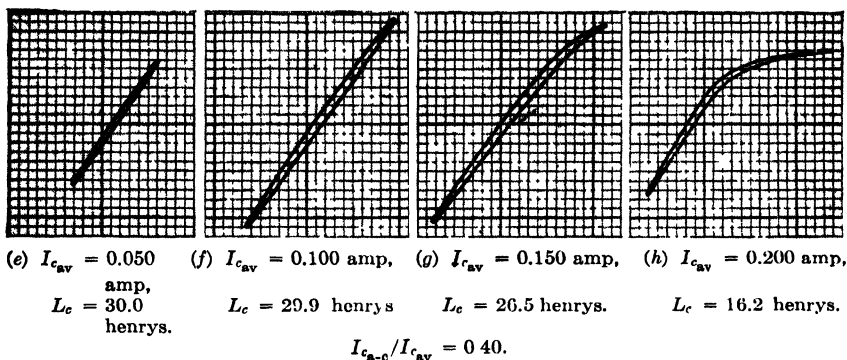 (e) I_{c_{av}} = 0.050 amp, (f) I_{c_{av}} = 0.100 amp, (g) I_{c_{av}} = 0.150 amp, (h) I_{c_{av}} = 0.200 amp,
L_c = 30.0 henrys. L_c = 29.9 henrys L_c = 26.5 henrys. L_c = 16.2 henrys.
I_{c_{a-c}}/I_{c_{av}} = 0 40.